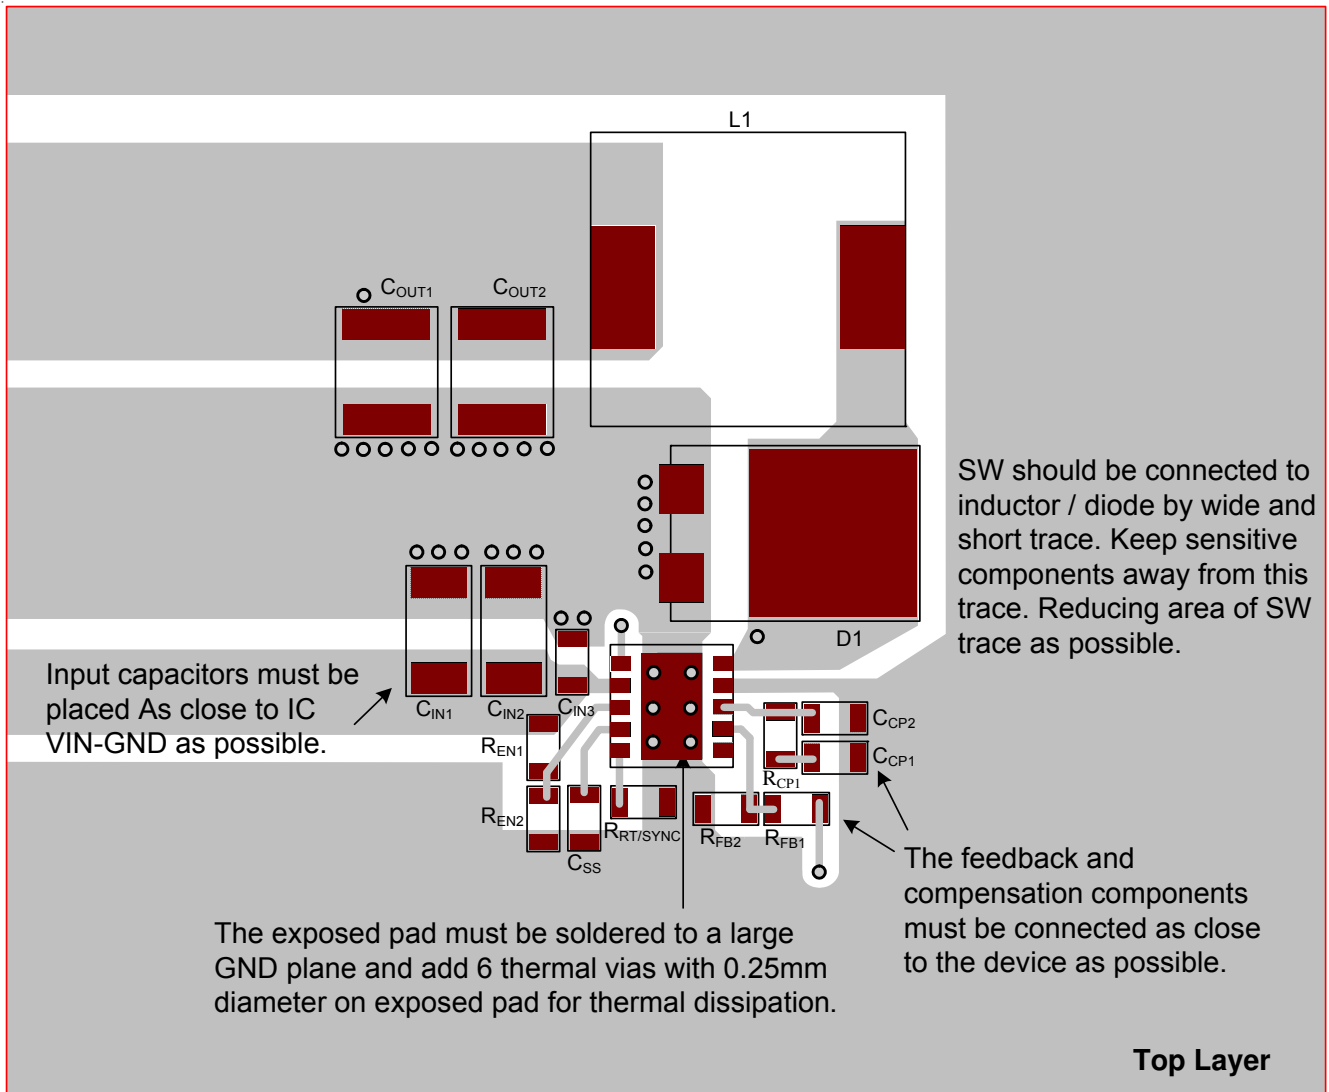 L1
COUT1
COUT2
SW should be connected to
inductor / diode by wide and
short trace. Keep sensitive
components away from this
trace. Reducing area of SW
trace as possible.
D1
Input capacitors must be
placed As close to IC
VIN-GND as possible.
CIN1
CIN2
CIN3
REN1
CCP2
CCP1
RCP1
REN2
CSS
RRT/SYNC
RFB2
RFB1
The feedback and
compensation components
must be connected as close
to the device as possible.
The exposed pad must be soldered to a large
GND plane and add 6 thermal vias with 0.25mm
diameter on exposed pad for thermal dissipation.
Top Layer